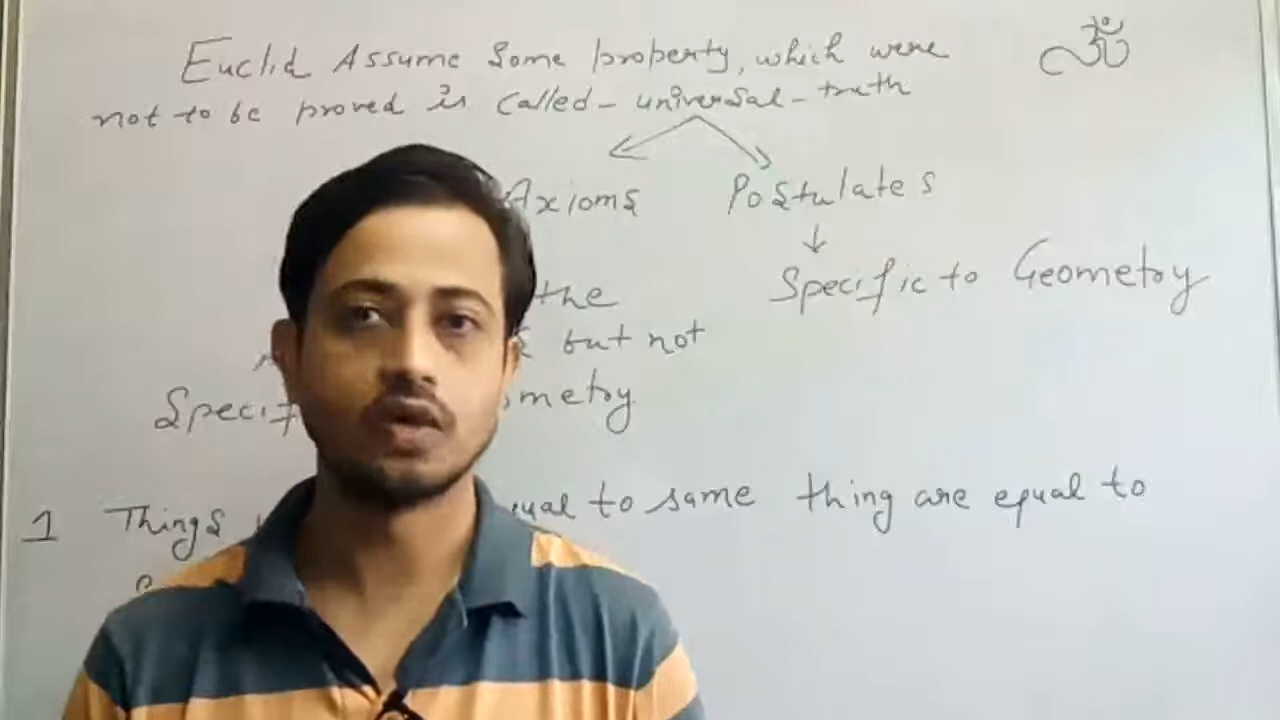 Euclid Assume Some property, which were ॐ
not to be proved is called - universal - truth
Axioms Postulates
Specific to Geometry
the
but not
metry
1 Things equal to same thing are equal to